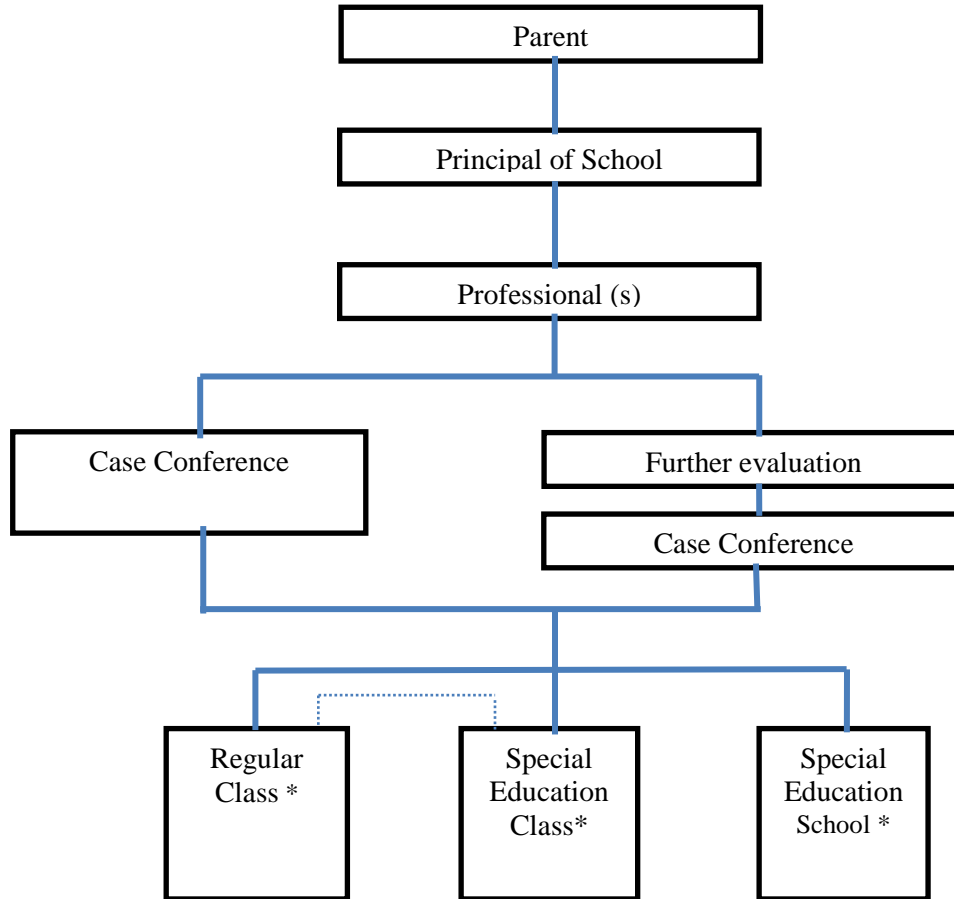 Parent
Principal of School
Professional (s)
Case Conference
Further evaluation
Case Conference
Regular
Class *
Special
Education
Class*
Special
Education
School *